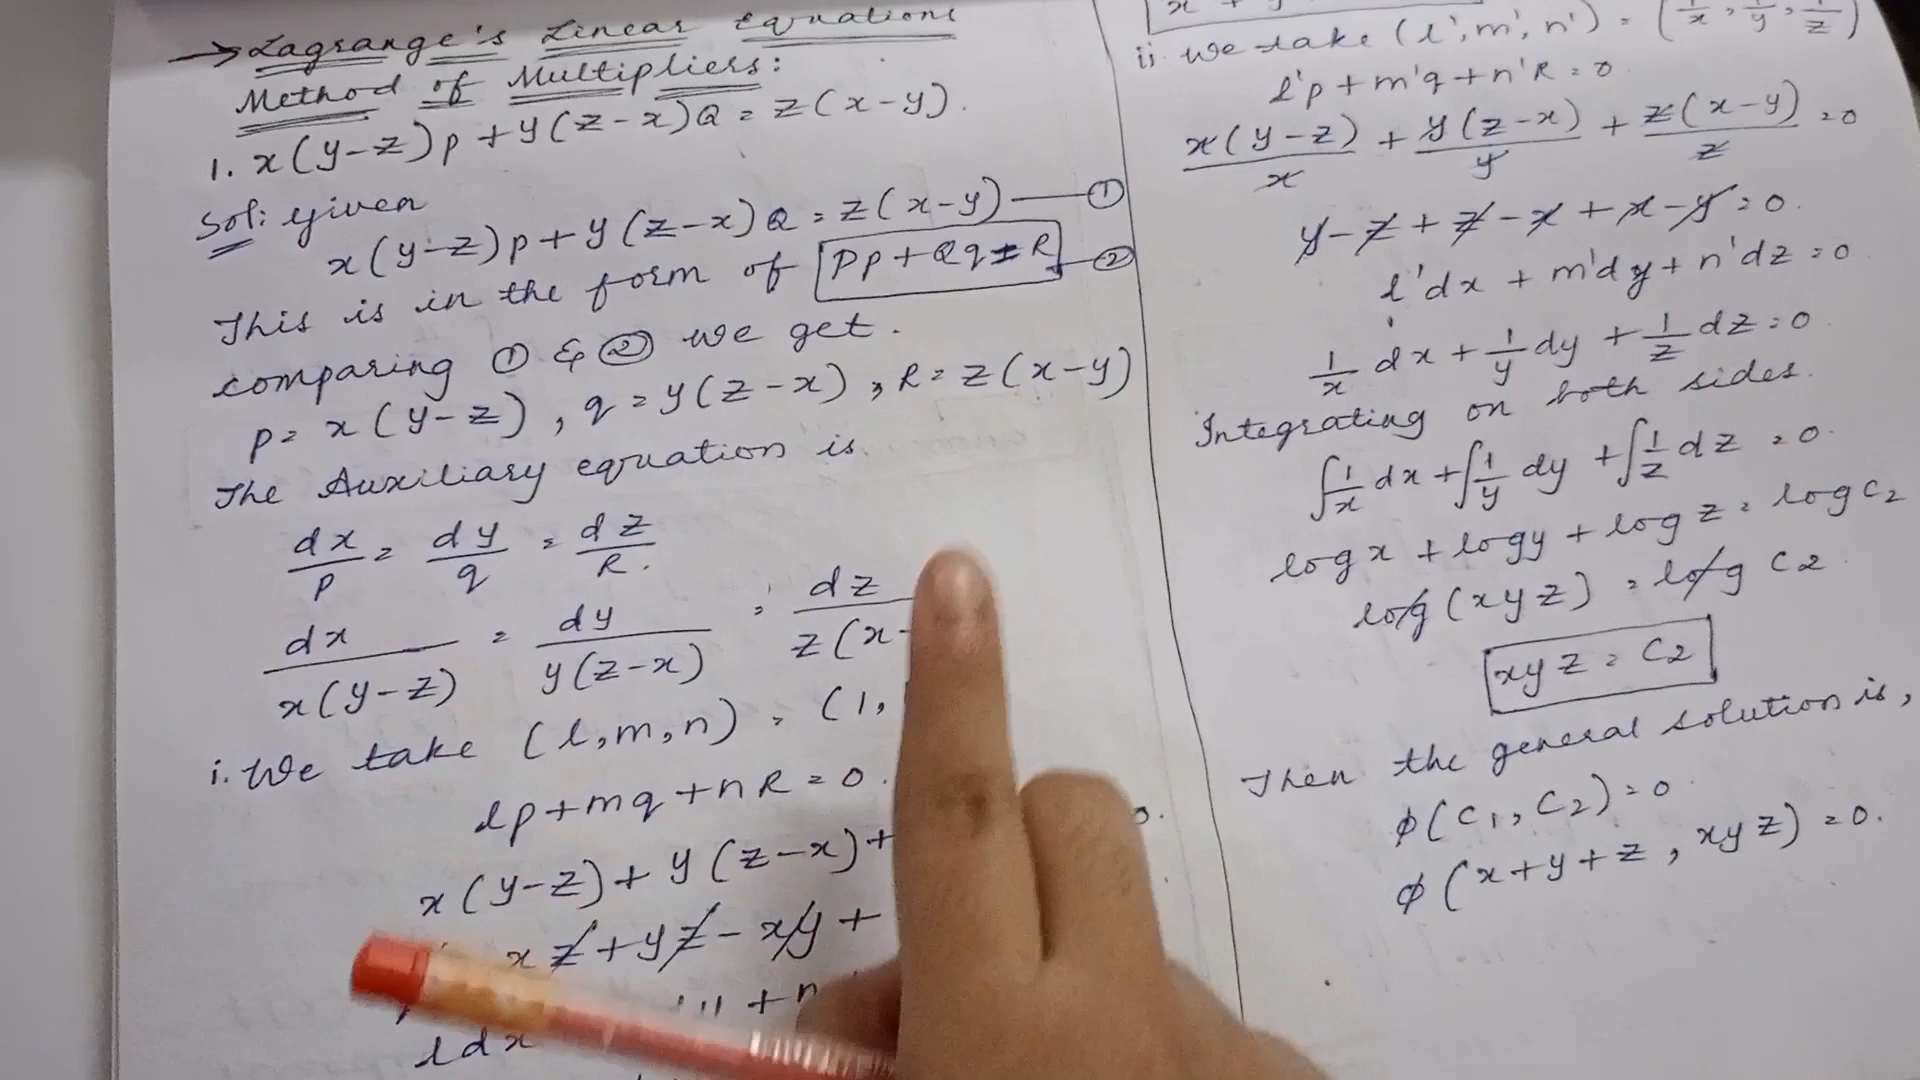 →Lagrange's Linear Equations
Method of Multipliers:
1. x(y-z)p+y(z-x)Q = z(x-y).
Sol: Given
x(y-z)p+y(z-x)Q = z(x-y) — ①
This is in the form of Pp+Qq=R — ②
comparing ① & ② we get.
p = x(y-z), q = y(z-x), R = z(x-y)
The Auxiliary equation is
dx/p = dy/q = dz/R.
dx/x(y-z) = dy/y(z-x) = dz/z(x-
i. We take (l,m,n) = (1,
lp+mq+nR = 0.
x(y-z)+y(z-x)+ 0.
xz+yz-xy+
+n
ldx
ii. We take (l',m',n') = (1/x, 1/y, 1/z)
l'p+m'q+n'R = 0
x(y-z)/x + y(z-x)/y + z(x-y)/z = 0
y-z+z-x+x-y = 0.
l'dx + m'dy + n'dz = 0
1/x dx + 1/y dy + 1/z dz = 0
Integrating on both sides.
∫1/x dx + ∫1/y dy + ∫1/z dz = 0
log x + log y + log z = log c2
log(xyz) = log c2
xyz = c2
Then the general solution is,
φ(c1, c2) = 0
φ(x+y+z, xyz) = 0.